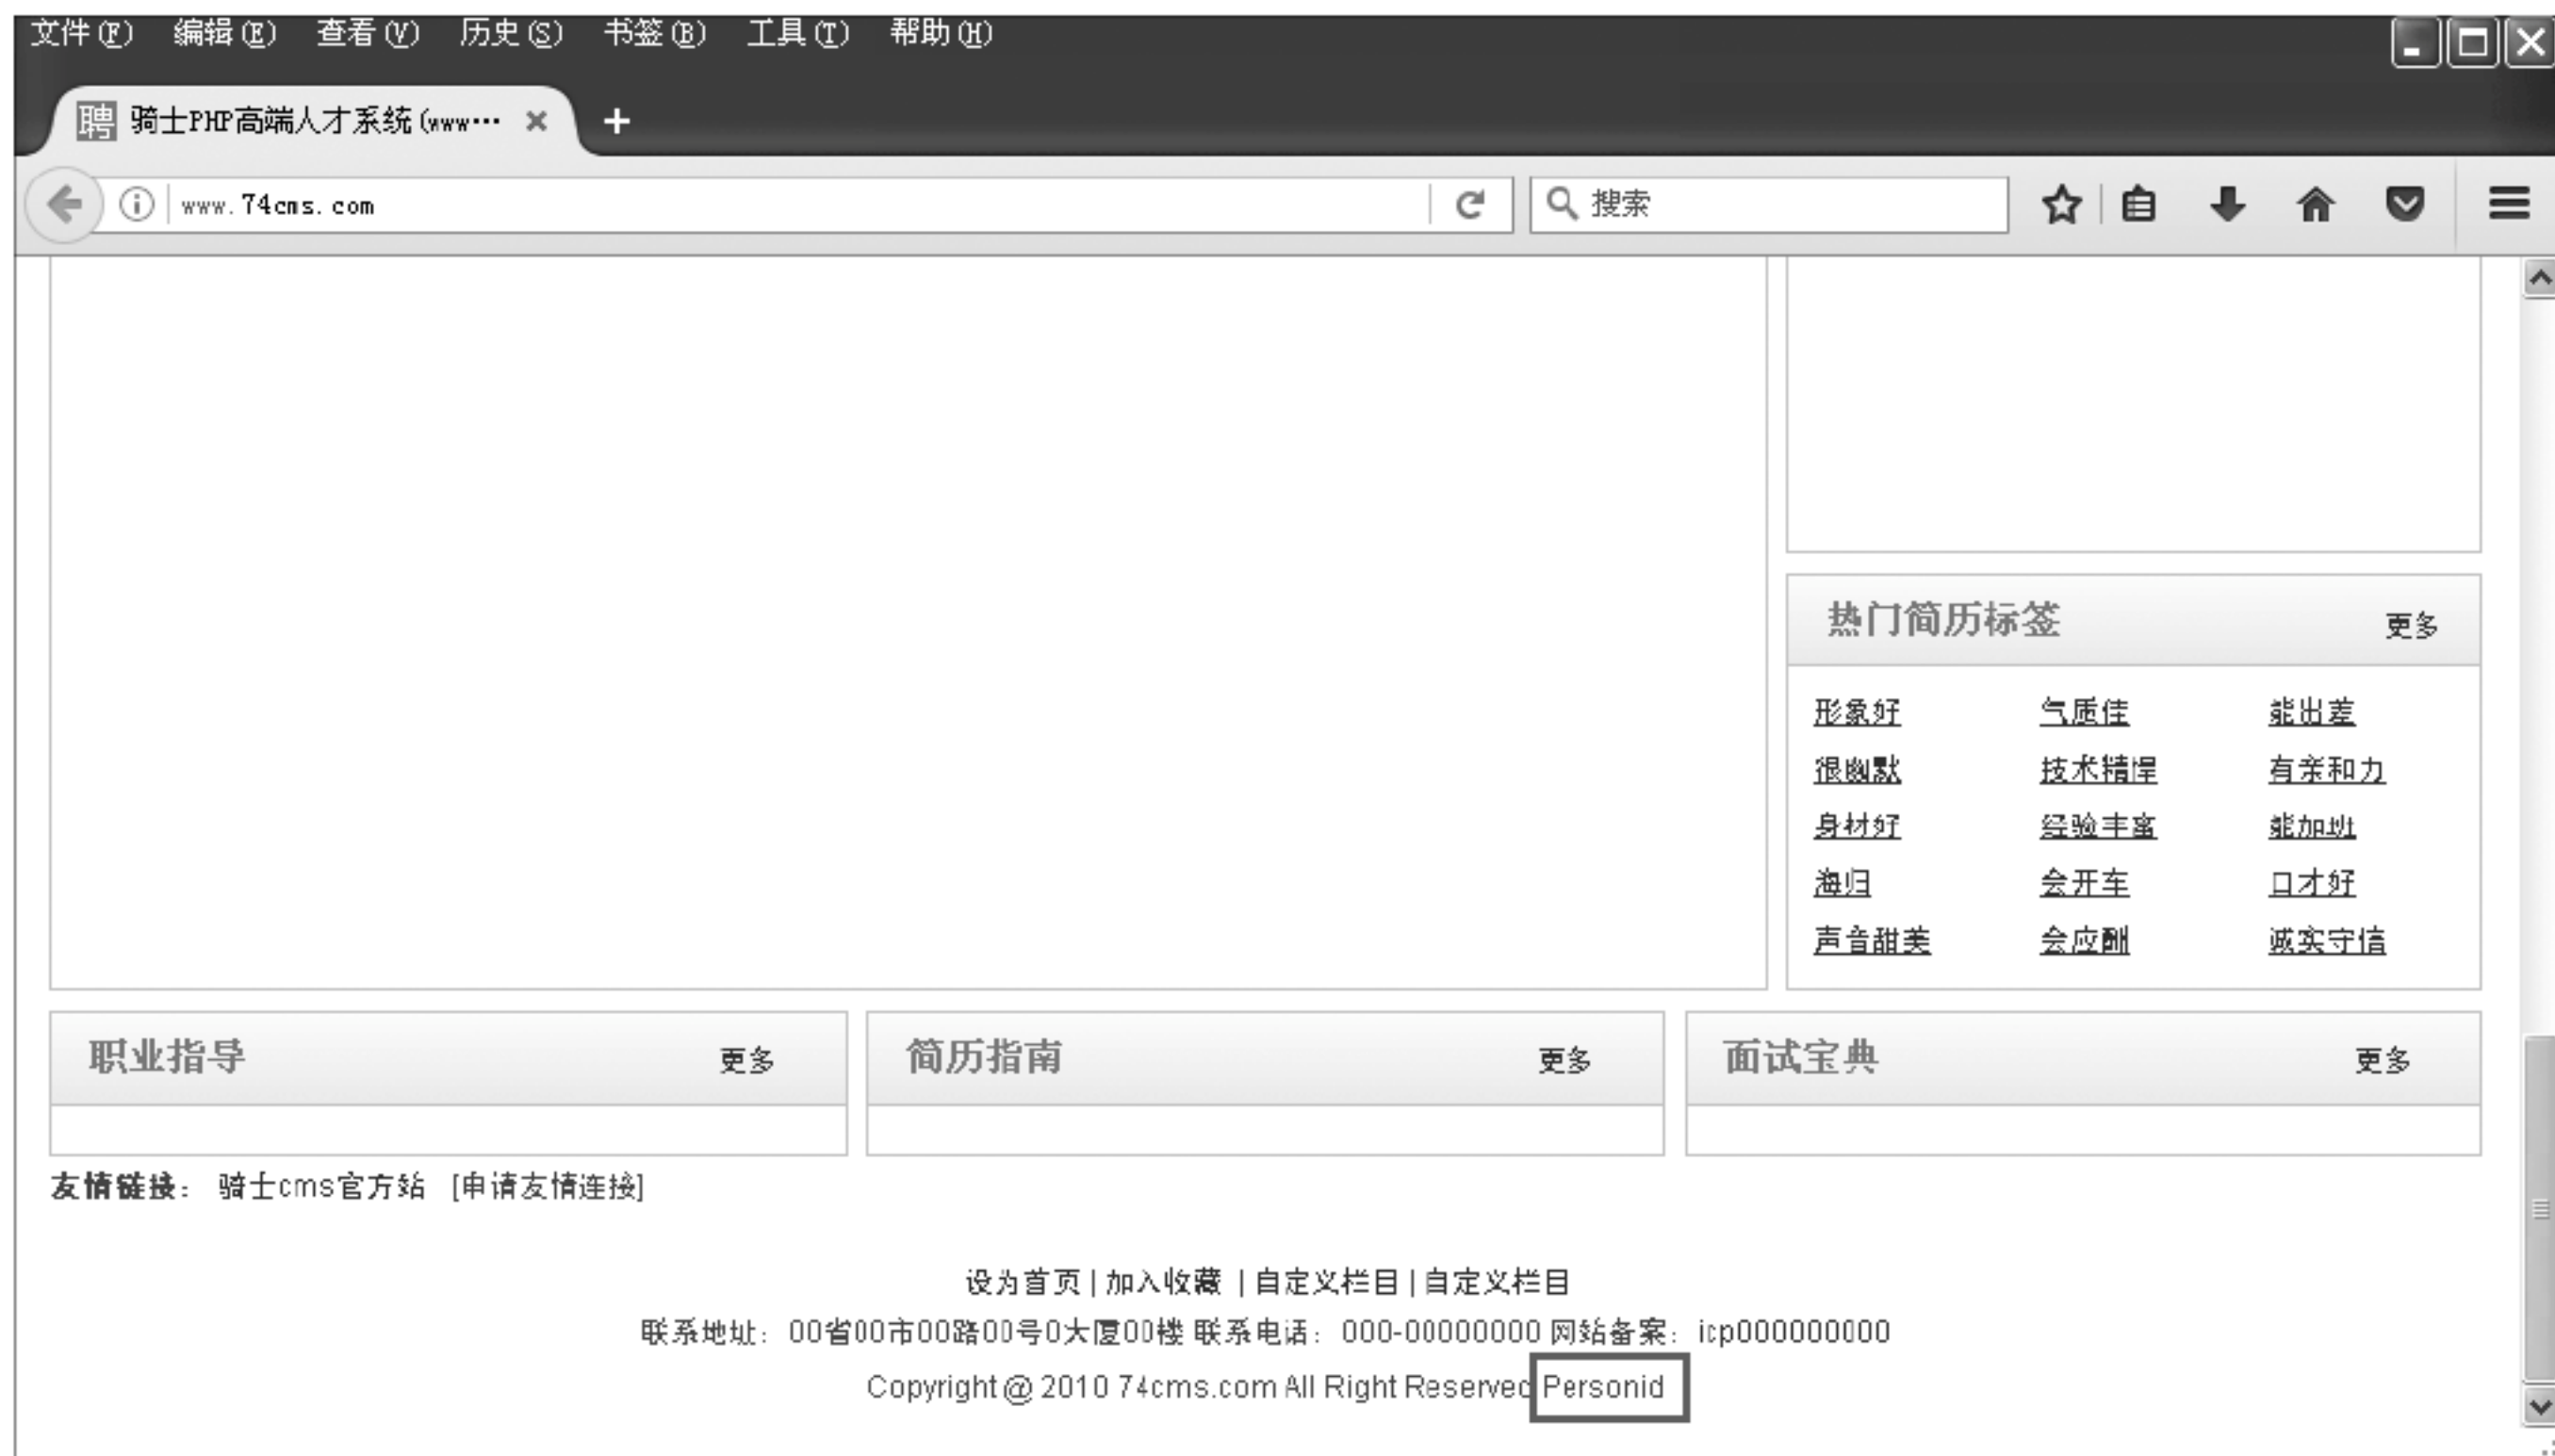 文件(F) 编辑(E) 查看(V) 历史(S) 书签(B) 工具(T) 帮助(H)
聘 骑士PHP高端人才系统(www…
www.74cms.com 搜索
热门简历标签 更多
形象好 气质佳 能出差
很幽默 技术精悍 有亲和力
身材好 经验丰富 能加班
海归 会开车 口才好
声音甜美 会应酬 诚实守信
职业指导 更多 简历指南 更多 面试宝典 更多
友情链接： 骑士cms官方站 [申请友情连接]
设为首页 | 加入收藏 | 自定义栏目 | 自定义栏目
联系地址：00省00市00路00号0大厦00楼 联系电话：000-00000000 网站备案：icp000000000
Copyright @ 2010 74cms.com All Right Reserved Personid